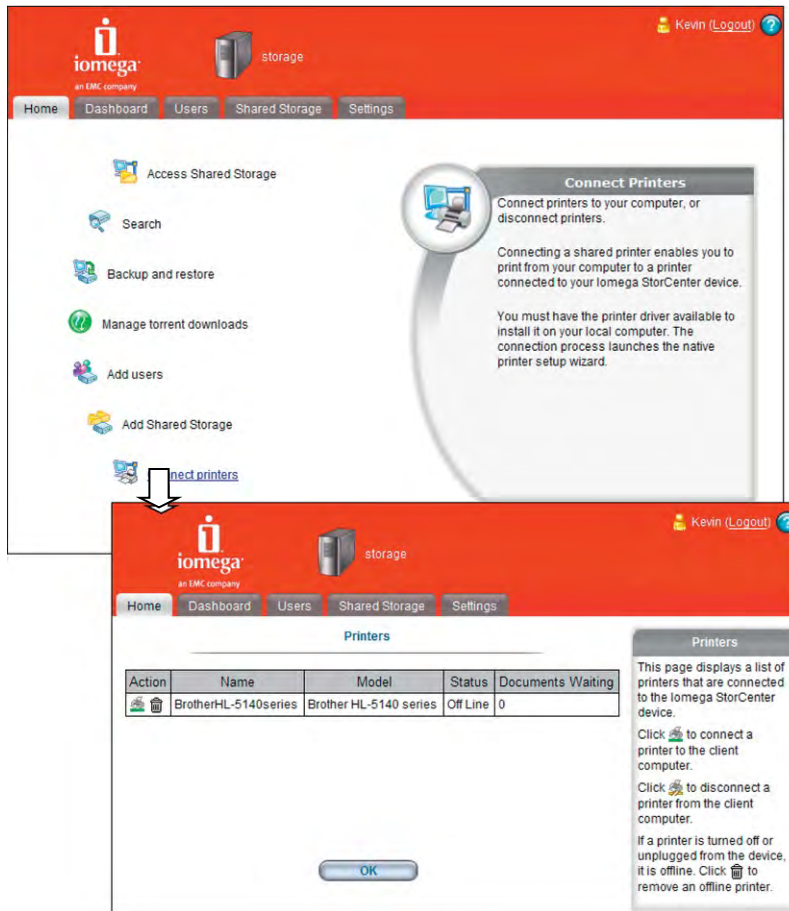 iomega
an EMC company
storage
Kevin (Logout) ?
Home Dashboard Users Shared Storage Settings
Access Shared Storage
Search
Backup and restore
Manage torrent downloads
Add users
Add Shared Storage
nect printers
Connect Printers
Connect printers to your computer, or
disconnect printers.
Connecting a shared printer enables you to
print from your computer to a printer
connected to your Iomega StorCenter device.
You must have the printer driver available to
install it on your local computer. The
connection process launches the native
printer setup wizard.
iomega
an EMC company
storage
Kevin (Logout) ?
Home Dashboard Users Shared Storage Settings
Printers
Action Name Model Status Documents Waiting
BrotherHL-5140series Brother HL-5140 series Off Line 0
OK
Printers
This page displays a list of
printers that are connected
to the Iomega StorCenter
device.
Click to connect a
printer to the client
computer.
Click to disconnect a
printer from the client
computer.
If a printer is turned off or
unplugged from the device,
it is offline. Click to
remove an offline printer.